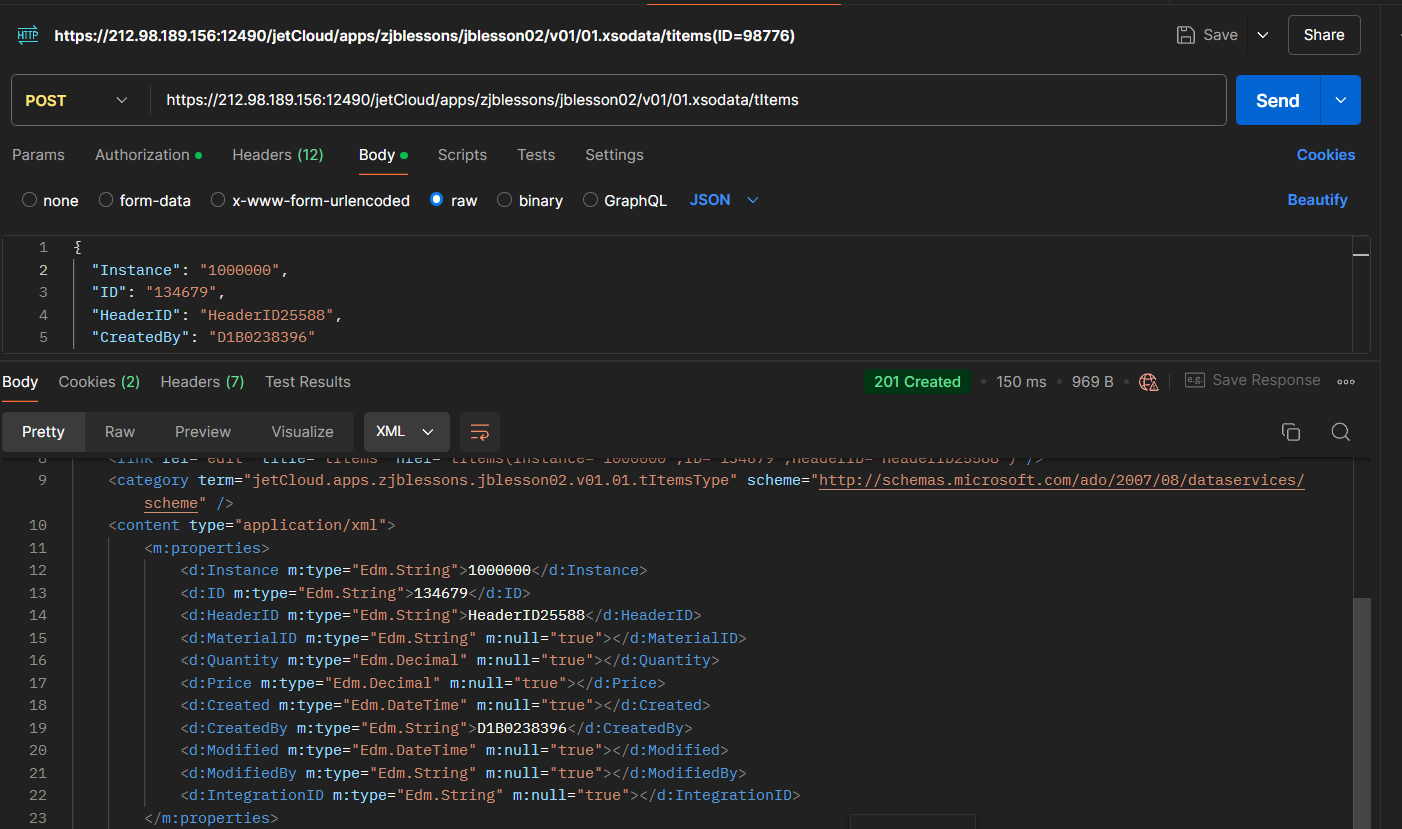 HTTP https://212.98.189.156:12490/jetCloud/apps/zjblessons/jblesson02/v01/01.xsodata/titems(ID=98776) Save Share
POST https://212.98.189.156:12490/jetCloud/apps/zjblessons/jblesson02/v01/01.xsodata/tItems Send
Params Authorization Headers (12) Body Scripts Tests Settings Cookies
none form-data x-www-form-urlencoded raw binary GraphQL JSON Beautify
1 {
2 "Instance": "1000000",
3 "ID": "134679",
4 "HeaderID": "HeaderID25588",
5 "CreatedBy": "D1B0238396"
Body Cookies (2) Headers (7) Test Results 201 Created 150 ms 969 B e.g. Save Response
Pretty Raw Preview Visualize XML
9 <category term="jetCloud.apps.zjblessons.jblesson02.v01.01.tItemsType" scheme="http://schemas.microsoft.com/ado/2007/08/dataservices/
scheme" />
10 <content type="application/xml">
11 <m:properties>
12 <d:Instance m:type="Edm.String">1000000</d:Instance>
13 <d:ID m:type="Edm.String">134679</d:ID>
14 <d:HeaderID m:type="Edm.String">HeaderID25588</d:HeaderID>
15 <d:MaterialID m:type="Edm.String" m:null="true"></d:MaterialID>
16 <d:Quantity m:type="Edm.Decimal" m:null="true"></d:Quantity>
17 <d:Price m:type="Edm.Decimal" m:null="true"></d:Price>
18 <d:Created m:type="Edm.DateTime" m:null="true"></d:Created>
19 <d:CreatedBy m:type="Edm.String">D1B0238396</d:CreatedBy>
20 <d:Modified m:type="Edm.DateTime" m:null="true"></d:Modified>
21 <d:ModifiedBy m:type="Edm.String" m:null="true"></d:ModifiedBy>
22 <d:IntegrationID m:type="Edm.String" m:null="true"></d:IntegrationID>
23 </m:properties>